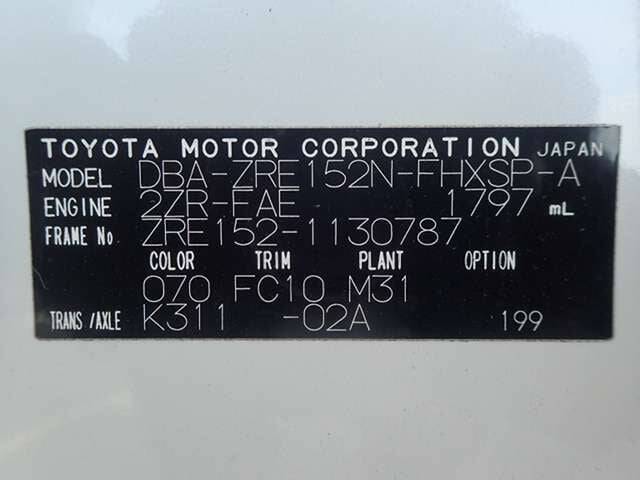 TOYOTA MOTOR CORPORATION JAPAN
MODEL DBA-ZRE152N-FHXSP-A
ENGINE 2ZR-FAE 1797 mL
FRAME No ZRE152-1130787
COLOR TRIM PLANT OPTION
070 FC10 M31
TRANS/AXLE K311 -02A 199